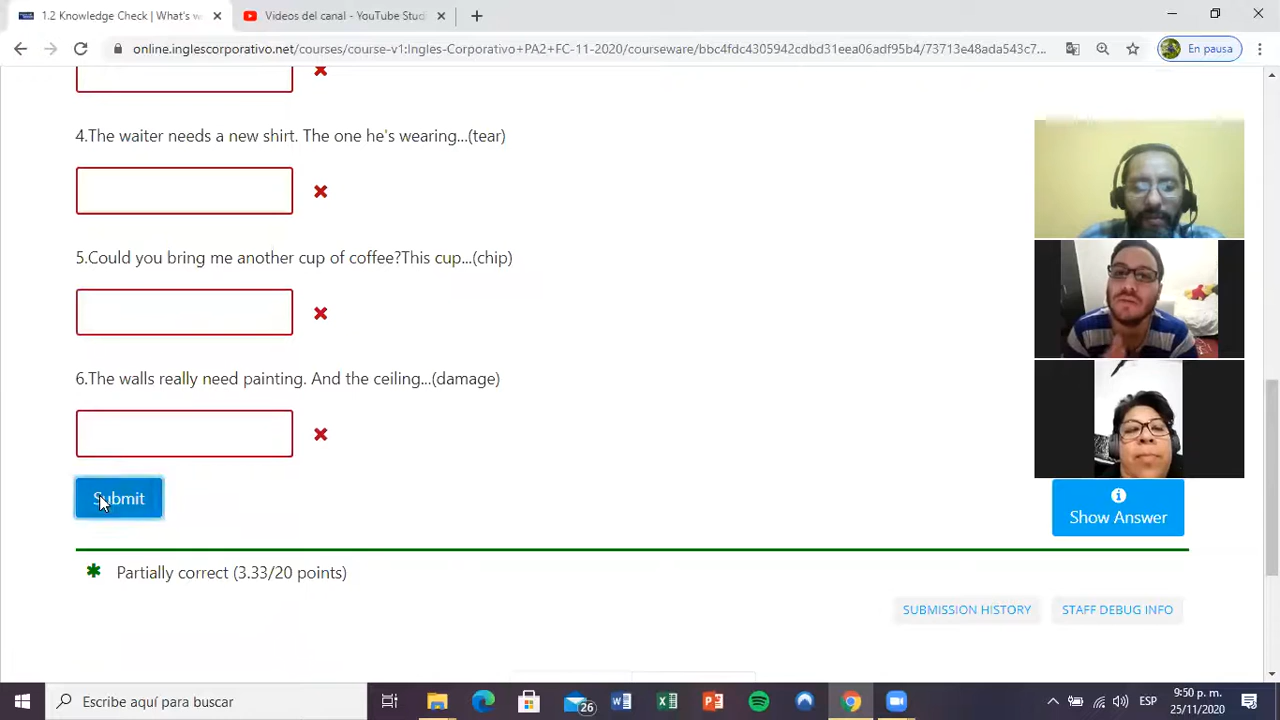 1.2 Knowledge Check | What's w
Videos del canal - YouTube Stud
online.inglescorporativo.net/courses/course-v1:Ingles-Corporativo+PA2+FC-11-2020/courseware/bbc4fdc4305942cdbd31eea06adf95b4/73713e48ada543c7...
En pausa
4.The waiter needs a new shirt. The one he's wearing...(tear)
5.Could you bring me another cup of coffee?This cup...(chip)
6.The walls really need painting. And the ceiling...(damage)
Submit
Show Answer
Partially correct (3.33/20 points)
SUBMISSION HISTORY
STAFF DEBUG INFO
Escribe aquí para buscar
26
ESP
9:50 p. m.
25/11/2020